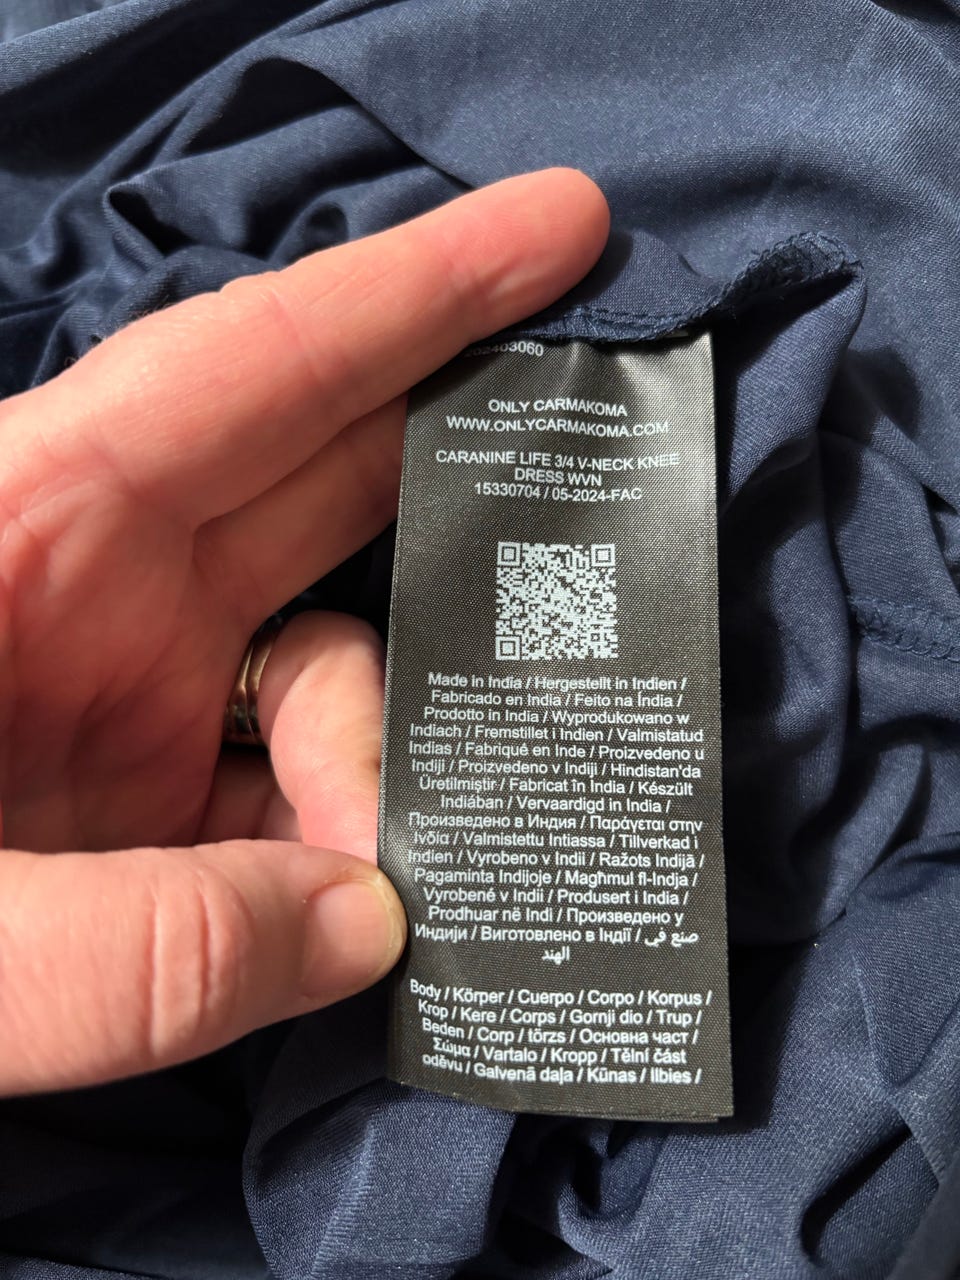 202403060
ONLY CARMAKOMA
WWW.ONLYCARMAKOMA.COM
CARANINE LIFE 3/4 V-NECK KNEE
DRESS WVN
15330704 / 05-2024-FAC
Made in India / Hergestellt in Indien /
Fabricado en India / Feito na Índia /
Prodotto in India / Wyprodukowano w
Indiach / Fremstillet i Indien / Valmistatud
Indias / Fabriqué en Inde / Proizvedeno u
Indiji / Proizvedeno v Indiji / Hindistan'da
Üretilmiştir / Fabricat în India / Készült
Indiában / Vervaardigd in India /
Произведено в Индия / Παράγεται στην
Ινδία / Valmistettu Intiassa / Tillverkad i
Indien / Vyrobeno v Indii / Ražots Indijā /
Pagaminta Indijoje / Magħmul fl-Indja /
Vyrobené v Indii / Produsert i India /
Prodhuar në Indi / Произведено у
Индији / Виготовлено в Індії / صنع في
الهند
Body / Körper / Cuerpo / Corpo / Korpus /
Krop / Kere / Corps / Gornji dio / Trup /
Beden / Corp / törzs / Основна част /
Σώμα / Vartalo / Kropp / Tělní část
oděvu / Galvenā daļa / Kūnas / Ilbies /